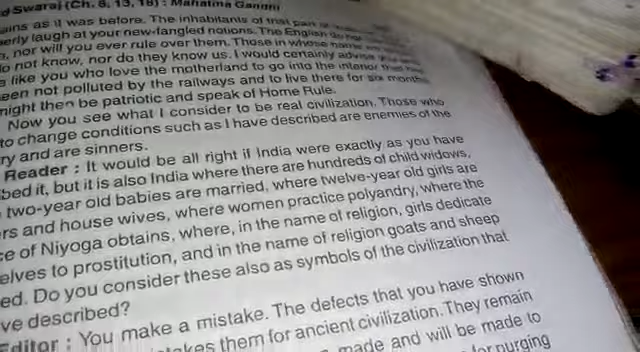 d Swaraj (Ch. 8, 13, 18) : Mahatma Gandhi
ains as it was before. The inhabitants of that part
erly laugh at your new-fangled notions. The English do not
, nor will you ever rule over them. Those in whose name
o not know, nor do they know us. I would certainly advise
like you who love the motherland to go into the interior that has
een not polluted by the railways and to live there for six months
night then be patriotic and speak of Home Rule.
Now you see what I consider to be real civilization. Those who
to change conditions such as I have described are enemies of the
ry and are sinners.
Reader : It would be all right if India were exactly as you have
bed it, but it is also India where there are hundreds of child widows,
two-year old babies are married, where twelve-year old girls are
rs and house wives, where women practice polyandry, where the
ce of Niyoga obtains, where, in the name of religion, girls dedicate
elves to prostitution, and in the name of religion goats and sheep
ed. Do you consider these also as symbols of the civilization that
ve described?
Editor : You make a mistake. The defects that you have shown
takes them for ancient civilization. They remain
made and will be made to
for purging